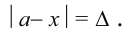 |a−x| = Δ .